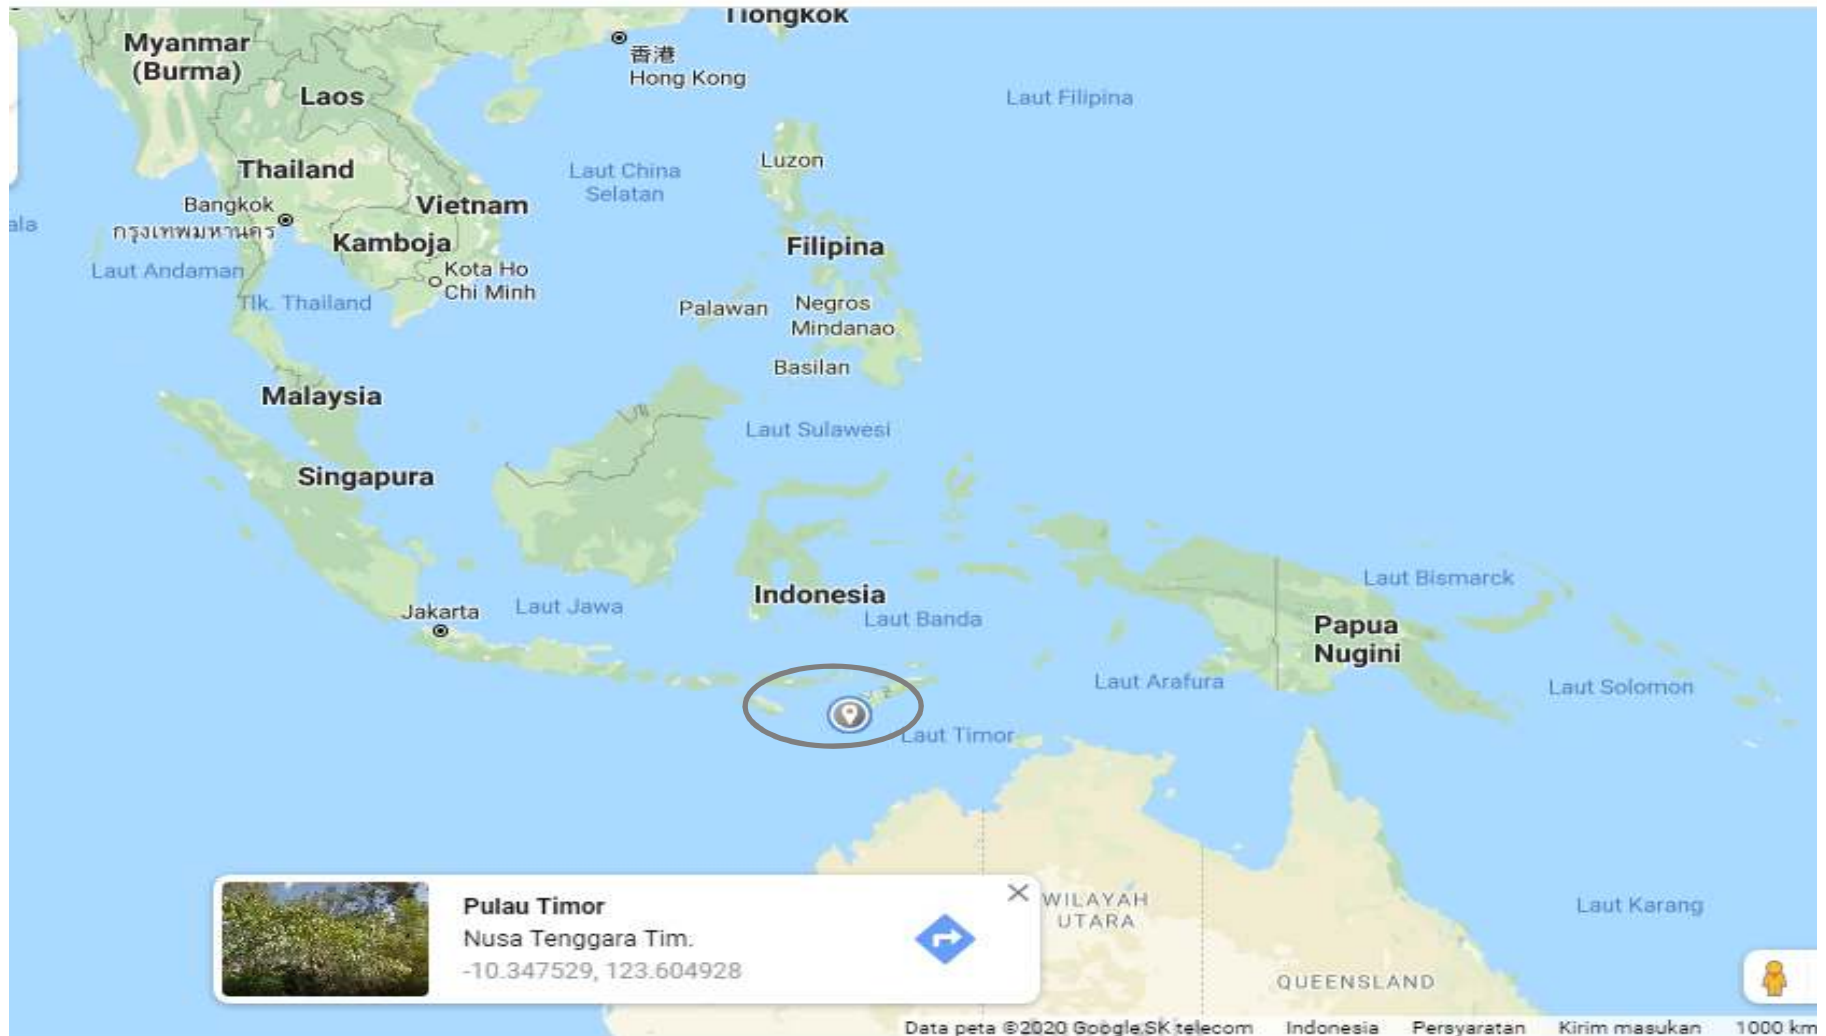 Tiongkok
Myanmar
(Burma)
香港
Hong Kong
Laos
Laut Filipina
Luzon
Thailand
Laut China
Selatan
Bangkok
กรุงเทพมหานคร
Vietnam
ala
Kamboja
Filipina
Laut Andaman
Kota Ho
Chi Minh
Tlk. Thailand
Palawan
Negros
Mindanao
Basilan
Malaysia
Laut Sulawesi
Singapura
Indonesia
Laut Bismarck
Jakarta
Laut Jawa
Laut Banda
Papua
Nugini
Laut Arafura
Laut Solomon
Laut Timor
Pulau Timor
Nusa Tenggara Tim.
-10.347529, 123.604928
WILAYAH
UTARA
Laut Karang
QUEENSLAND
Data peta ©2020 Google,SK telecom Indonesia Persyaratan Kirim masukan 1000 km